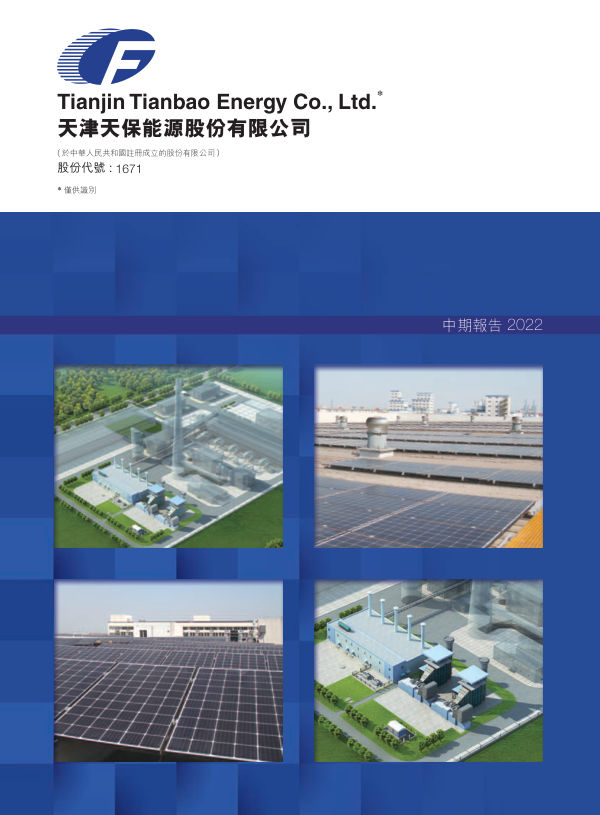 Tianjin Tianbao Energy Co., Ltd.*
天津天保能源股份有限公司
(於中華人民共和國註冊成立的股份有限公司)
股份代號：1671
* 僅供識別
中期報告 2022